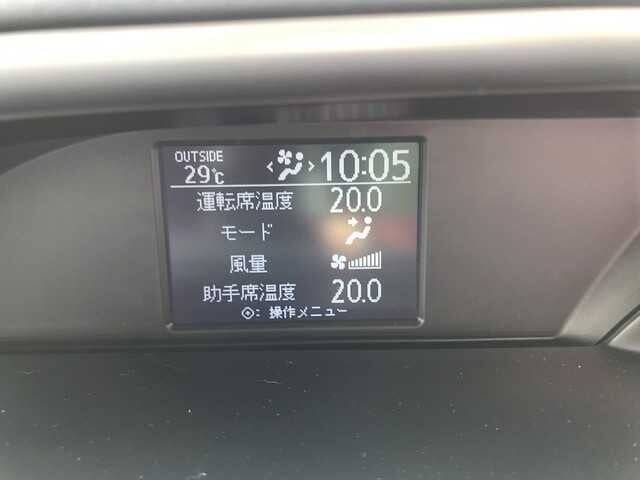 OUTSIDE
29℃ 10:05
運転席温度 20.0
モード
風量
助手席温度 20.0
: 操作メニュー